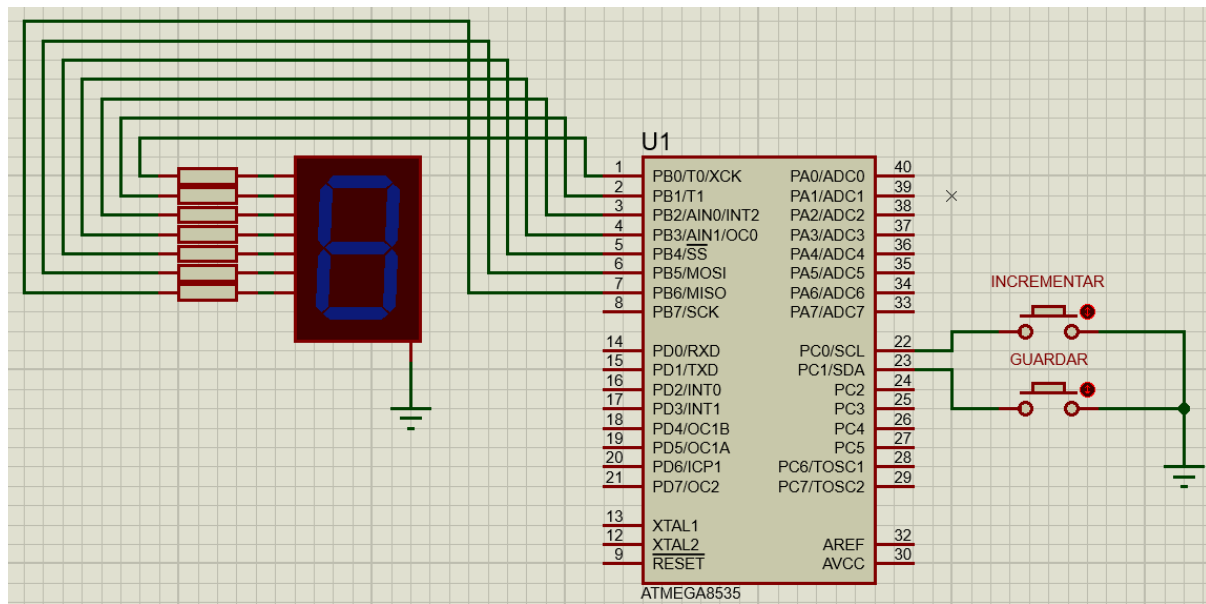 U1
1 PB0/T0/XCK PA0/ADC0 40
2 PB1/T1 PA1/ADC1 39
3 PB2/AIN0/INT2 PA2/ADC2 38
4 PB3/AIN1/OC0 PA3/ADC3 37
5 PB4/SS PA4/ADC4 36
6 PB5/MOSI PA5/ADC5 35
7 PB6/MISO PA6/ADC6 34
8 PB7/SCK PA7/ADC7 33
14 PD0/RXD PC0/SCL 22
15 PD1/TXD PC1/SDA 23
16 PD2/INT0 PC2 24
17 PD3/INT1 PC3 25
18 PD4/OC1B PC4 26
19 PD5/OC1A PC5 27
20 PD6/ICP1 PC6/TOSC1 28
21 PD7/OC2 PC7/TOSC2 29
13 XTAL1
12 XTAL2 AREF 32
9 RESET AVCC 30
ATMEGA8535
INCREMENTAR
GUARDAR